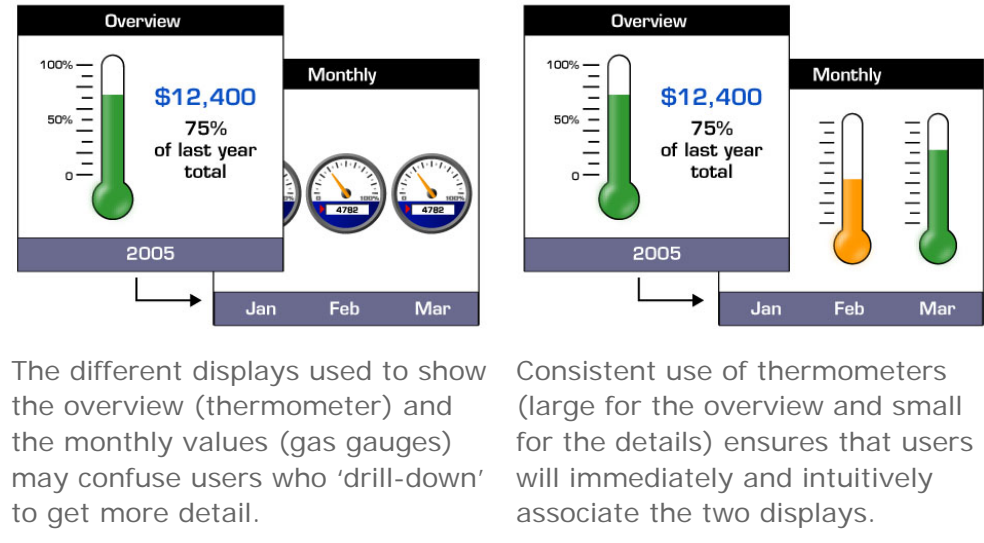 Overview
100%
50%
0
$12,400
75%
of last year
total
2005
Monthly
0 100%
4782
0 100%
4782
Jan Feb Mar
Overview
100%
50%
0
$12,400
75%
of last year
total
2005
Monthly
Jan Feb Mar
The different displays used to show
the overview (thermometer) and
the monthly values (gas gauges)
may confuse users who ‘drill-down’
to get more detail.
Consistent use of thermometers
(large for the overview and small
for the details) ensures that users
will immediately and intuitively
associate the two displays.